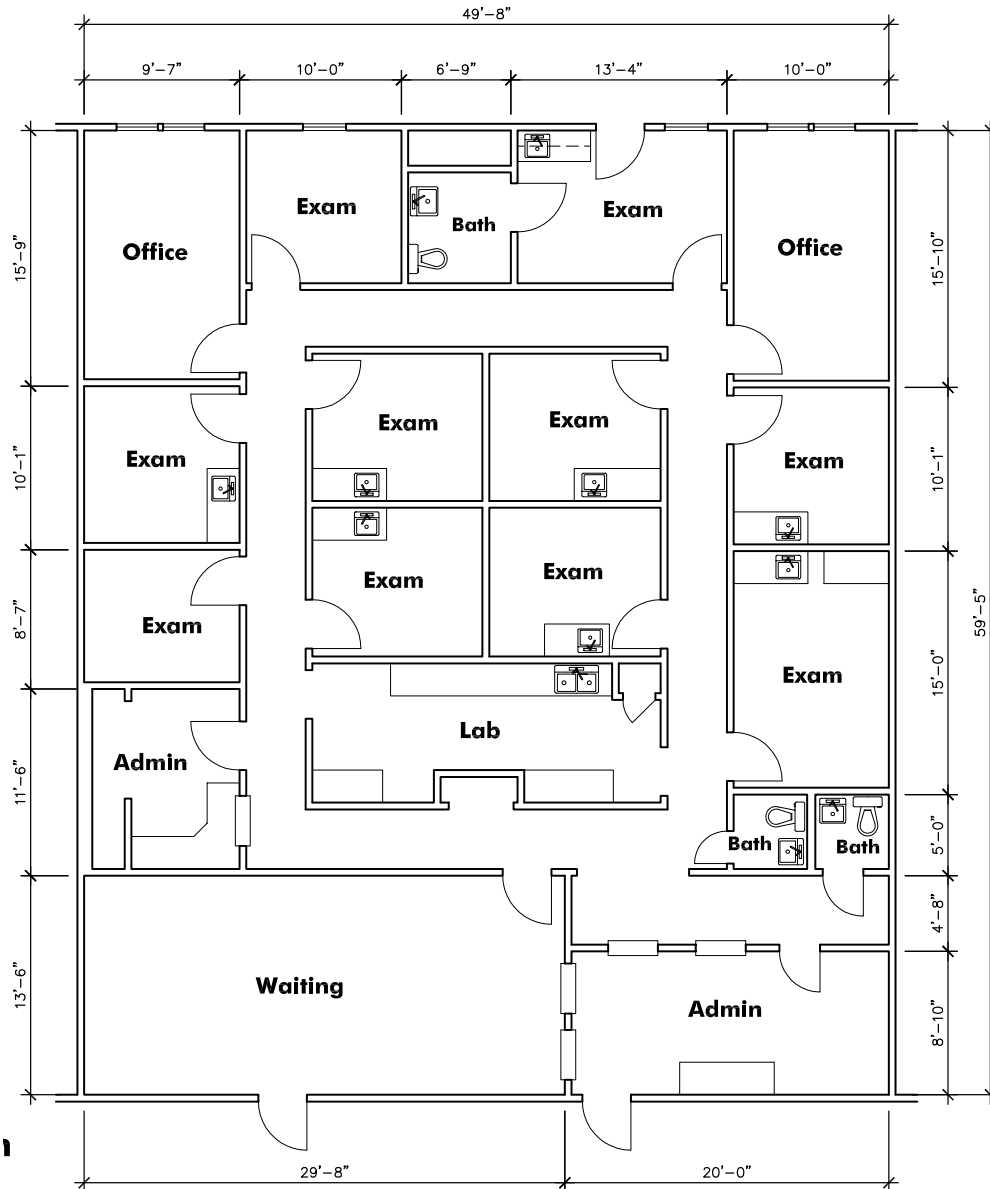 49'-8"
9'-7" 10'-0" 6'-9" 13'-4" 10'-0"
Exam Bath Exam
Office Office
15'-9" 15'-10"
Exam Exam
Exam Exam
10'-1" 10'-1"
Exam Exam
Exam
8'-7" 59'-5"
Exam
Lab 15'-0"
Admin
11'-6"
Bath Bath 5'-0"
4'-8"
Waiting
13'-6"
Admin
8'-10"
n
29'-8" 20'-0"